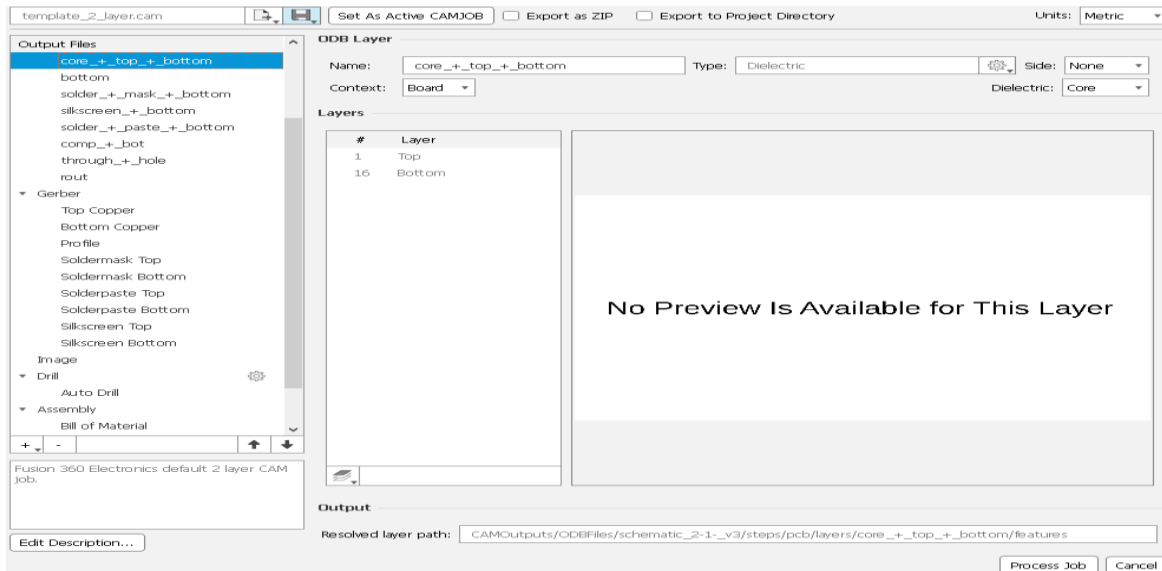 template_2_layer.cam Set As Active CAMJOB Export as ZIP Export to Project Directory Units: Metric
Output Files
core_+_top_+_bottom
bottom
solder_+_mask_+_bottom
silkscreen_+_bottom
solder_+_paste_+_bottom
comp_+_bot
through_+_hole
rout
Gerber
Top Copper
Bottom Copper
Profile
Soldermask Top
Soldermask Bottom
Solderpaste Top
Solderpaste Bottom
Silkscreen Top
Silkscreen Bottom
Image
Drill
Auto Drill
Assembly
Bill of Material
+ -
Fusion 360 Electronics default 2 layer CAM
job.
Edit Description...
ODB Layer
Name: core_+_top_+_bottom Type: Dielectric Side: None
Context: Board Dielectric: Core
Layers
# Layer
1 Top
16 Bottom
No Preview Is Available for This Layer
Output
Resolved layer path: CAMOutputs/ODBFiles/schematic_2-1-_v3/steps/pcb/layers/core_+_top_+_bottom/features
Process Job Cancel